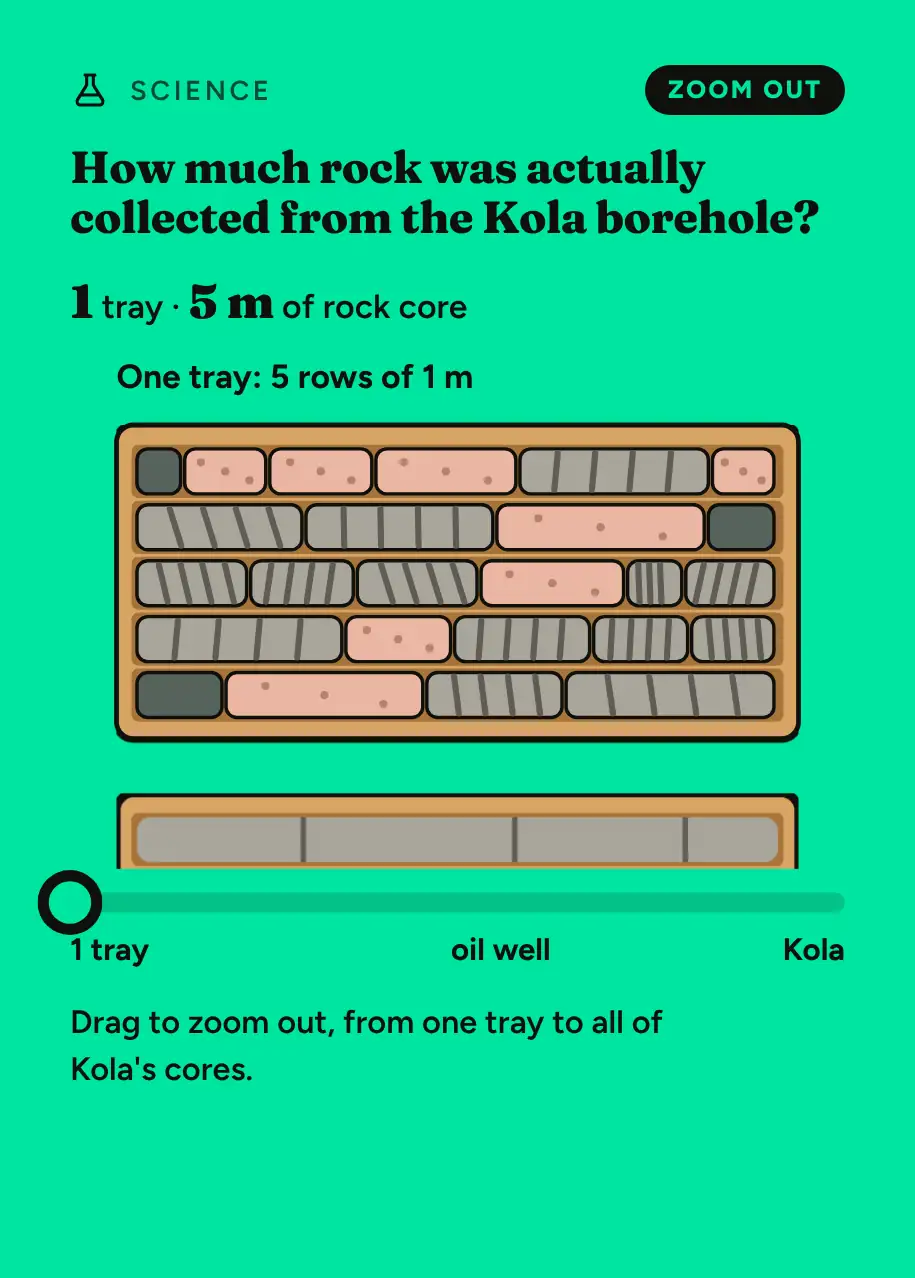 SCIENCE
ZOOM OUT
How much rock was actually
collected from the Kola borehole?
1 tray · 5 m of rock core
One tray: 5 rows of 1 m
1 tray
oil well
Kola
Drag to zoom out, from one tray to all of
Kola's cores.